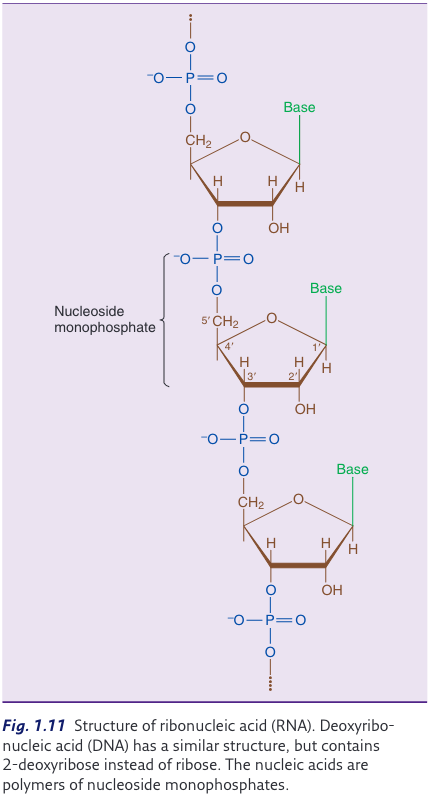 O
⁻O—P=O
O
Base
CH₂
O
H
H
H
O
OH
⁻O—P=O
O
Nucleoside
monophosphate
Base
5′ CH₂
O
4′
1′
H
H
H
3′
2′
O
OH
⁻O—P=O
O
Base
CH₂
O
H
H
H
O
OH
⁻O—P=O
O
Fig. 1.11 Structure of ribonucleic acid (RNA). Deoxyribo-
nucleic acid (DNA) has a similar structure, but contains
2-deoxyribose instead of ribose. The nucleic acids are
polymers of nucleoside monophosphates.